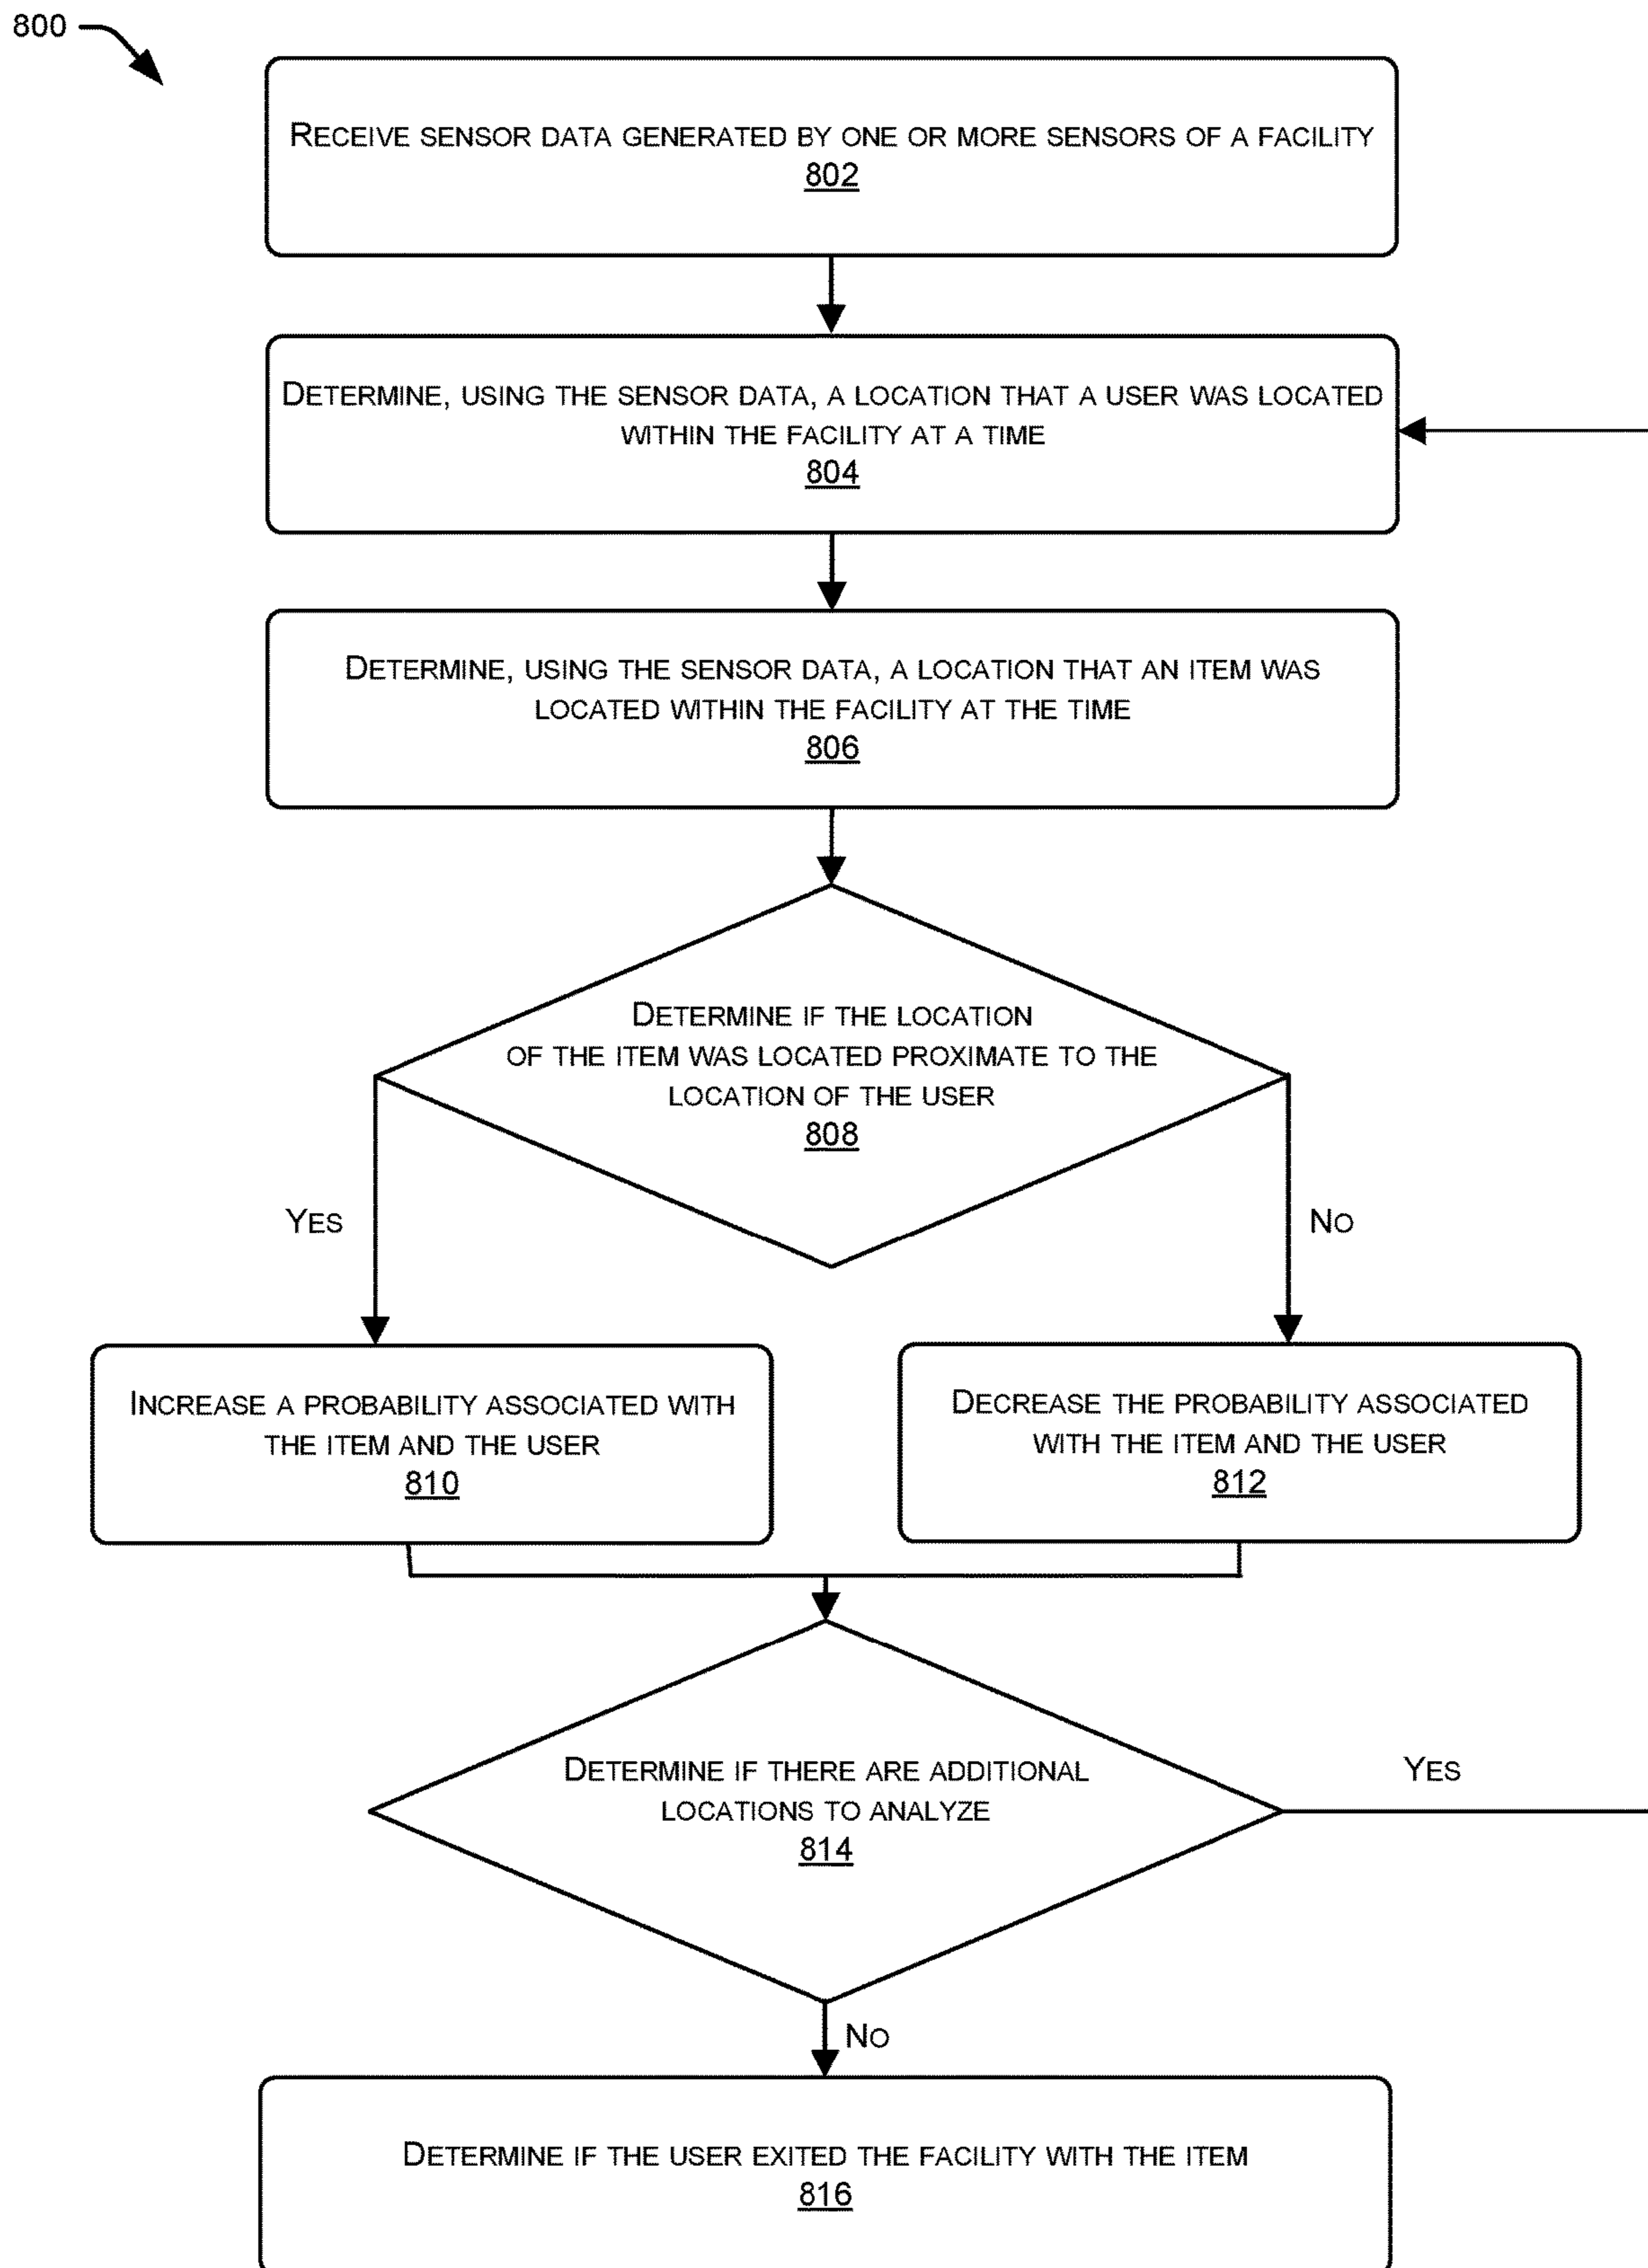 800
RECEIVE SENSOR DATA GENERATED BY ONE OR MORE SENSORS OF A FACILITY
802
DETERMINE, USING THE SENSOR DATA, A LOCATION THAT A USER WAS LOCATED
WITHIN THE FACILITY AT A TIME
804
DETERMINE, USING THE SENSOR DATA, A LOCATION THAT AN ITEM WAS
LOCATED WITHIN THE FACILITY AT THE TIME
806
DETERMINE IF THE LOCATION
OF THE ITEM WAS LOCATED PROXIMATE TO THE
LOCATION OF THE USER
808
YES
NO
INCREASE A PROBABILITY ASSOCIATED WITH
THE ITEM AND THE USER
810
DECREASE THE PROBABILITY ASSOCIATED
WITH THE ITEM AND THE USER
812
DETERMINE IF THERE ARE ADDITIONAL
LOCATIONS TO ANALYZE
814
YES
NO
DETERMINE IF THE USER EXITED THE FACILITY WITH THE ITEM
816